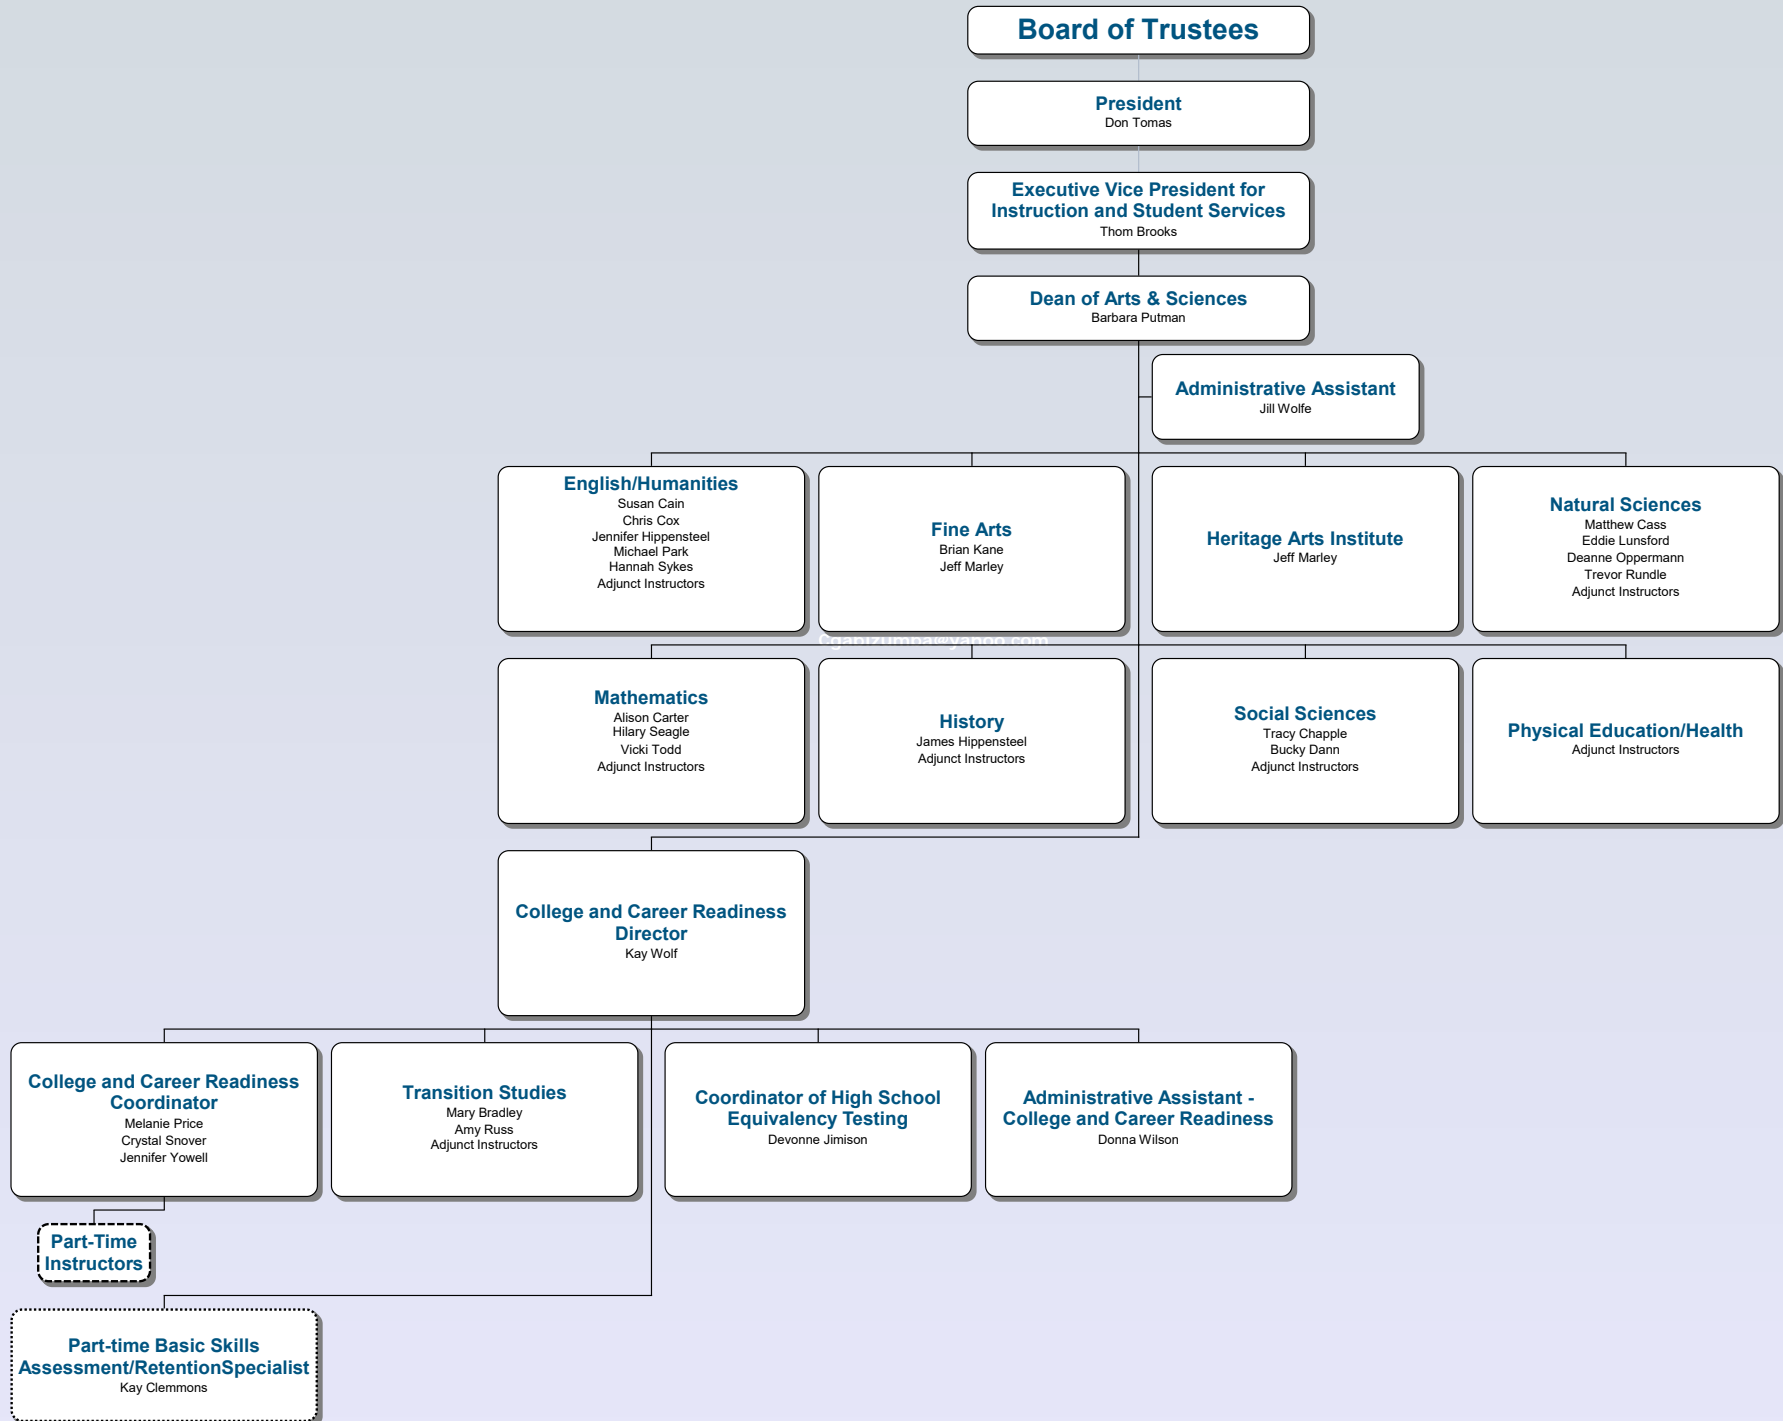 Board of Trustees
President
Don Tomas
Executive Vice President for
Instruction and Student Services
Thom Brooks
Dean of Arts & Sciences
Barbara Putman
Administrative Assistant
Jill Wolfe
English/Humanities
Susan Cain
Chris Cox
Jennifer Hippensteel
Michael Park
Hannah Sykes
Adjunct Instructors
Fine Arts
Brian Kane
Jeff Marley
Heritage Arts Institute
Jeff Marley
Natural Sciences
Matthew Cass
Eddie Lunsford
Deanne Oppermann
Trevor Rundle
Adjunct Instructors
Mathematics
Alison Carter
Hilary Seagle
Vicki Todd
Adjunct Instructors
History
James Hippensteel
Adjunct Instructors
Social Sciences
Tracy Chapple
Bucky Dann
Adjunct Instructors
Physical Education/Health
Adjunct Instructors
College and Career Readiness
Director
Kay Wolf
College and Career Readiness
Coordinator
Melanie Price
Crystal Snover
Jennifer Yowell
Transition Studies
Mary Bradley
Amy Russ
Adjunct Instructors
Coordinator of High School
Equivalency Testing
Devonne Jimison
Administrative Assistant -
College and Career Readiness
Donna Wilson
Part-Time
Instructors
Part-time Basic Skills
Assessment/RetentionSpecialist
Kay Clemmons